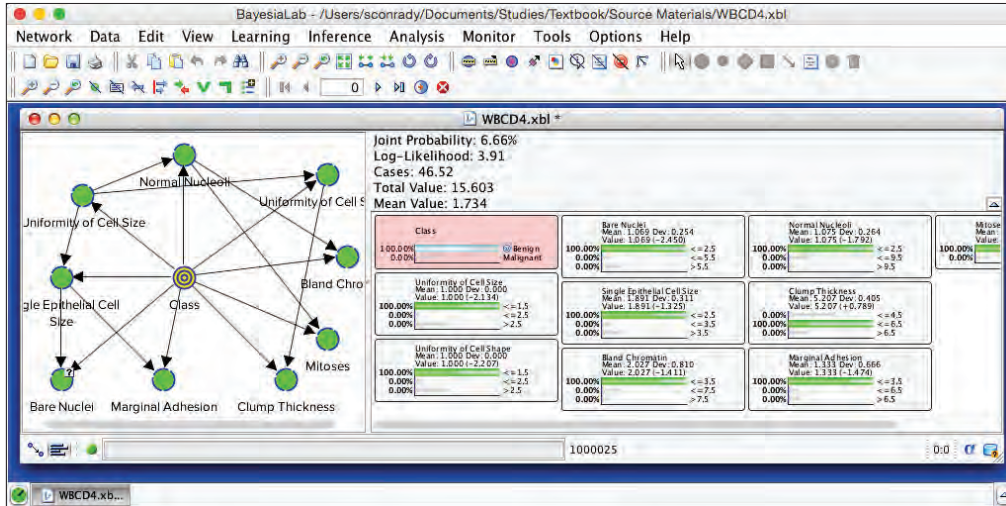 BayesiaLab - /Users/sconrady/Documents/Studies/Textbook/Source Materials/WBCD4.xbl
Network Data Edit View Learning Inference Analysis Monitor Tools Options Help
0
WBCD4.xbl *
Normal Nucleoli
Uniformity of Cell S
Uniformity of Cell Size
Bland Chro
gle Epithelial Cell
Size
Class
Mitoses
?
Bare Nuclei
Marginal Adhesion
Clump Thickness
Joint Probability: 6.66%
Log-Likelihood: 3.91
Cases: 46.52
Total Value: 15.603
Mean Value: 1.734
Class
100.00% Benign
0.00% Malignant
Uniformity of Cell Size
Mean: 1.000 Dev: 0.000
Value: 1.000 (-2.134)
100.00% <=1.5
0.00% <=2.5
0.00% >2.5
Uniformity of Cell Shape
Mean: 1.000 Dev: 0.000
Value: 1.000 (-2.207)
100.00% <=1.5
0.00% <=2.5
0.00% >2.5
Bare Nuclei
Mean: 1.069 Dev: 0.254
Value: 1.069 (-2.450)
100.00% <=2.5
0.00% <=5.5
0.00% >5.5
Single Epithelial Cell Size
Mean: 1.891 Dev: 0.311
Value: 1.891 (-1.325)
100.00% <=2.5
0.00% <=3.5
0.00% >3.5
Bland Chromatin
Mean: 2.027 Dev: 0.810
Value: 2.027 (-1.411)
100.00% <=3.5
0.00% <=7.5
0.00% >7.5
Normal Nucleoli
Mean: 1.075 Dev: 0.264
Value: 1.075 (-1.792)
100.00% <=2.5
0.00% <=9.5
0.00% >9.5
Clump Thickness
Mean: 5.207 Dev: 0.405
Value: 5.207 (+0.789)
0.00% <=4.5
100.00% <=6.5
0.00% >6.5
Marginal Adhesion
Mean: 1.333 Dev: 0.666
Value: 1.333 (-1.474)
100.00% <=3.5
0.00% <=6.5
0.00% >6.5
Mitose
Mean:
Value:
100.00%
0.00%
1000025
0:0
α
WBCD4.xb...